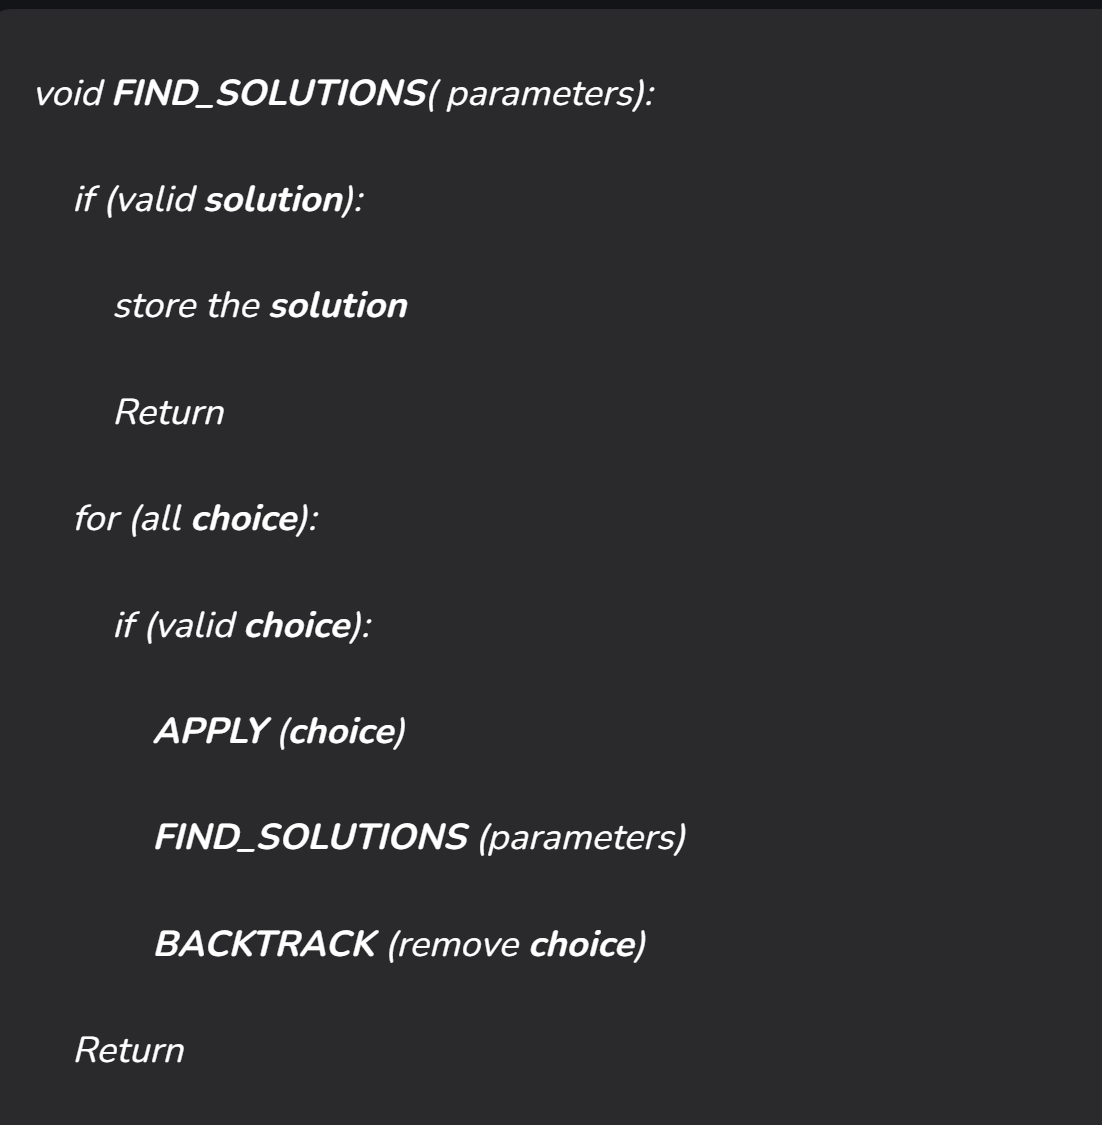 void FIND_SOLUTIONS( parameters):
if (valid solution):
store the solution
Return
for (all choice):
if (valid choice):
APPLY (choice)
FIND_SOLUTIONS (parameters)
BACKTRACK (remove choice)
Return